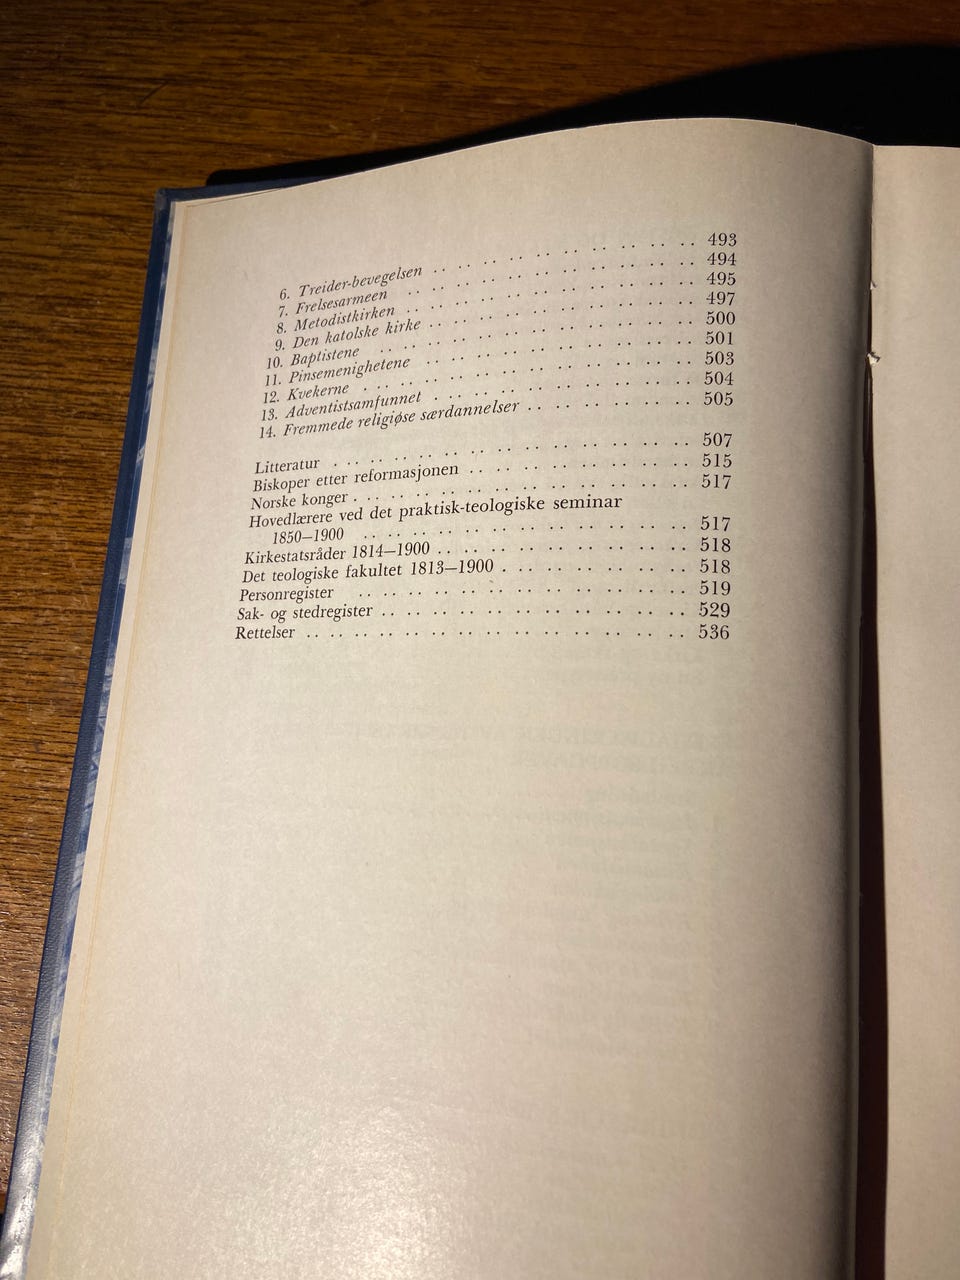 6. Treider-bevegelsen .. .. .. .. .. .. .. .. 493
7. Frelsesarmeen .. .. .. .. .. .. .. .. .. 494
8. Metodistkirken .. .. .. .. .. .. .. .. .. 495
9. Den katolske kirke .. .. .. .. .. .. .. .. 497
10. Baptistene .. .. .. .. .. .. .. .. .. 500
11. Pinsemenighetene .. .. .. .. .. .. .. .. 501
12. Kvekerne .. .. .. .. .. .. .. .. .. 503
13. Adventistsamfunnet .. .. .. .. .. .. .. .. 504
14. Fremmede religiøse særdannelser .. .. .. .. .. 505
Litteratur .. .. .. .. .. .. .. .. .. .. 507
Biskoper etter reformasjonen .. .. .. .. .. .. .. 515
Norske konger .. .. .. .. .. .. .. .. .. .. 517
Hovedlærere ved det praktisk-teologiske seminar
1850–1900 .. .. .. .. .. .. .. .. .. .. 517
Kirkestatsråder 1814–1900 .. .. .. .. .. .. .. .. 518
Det teologiske fakultet 1813–1900 .. .. .. .. .. .. 518
Personregister .. .. .. .. .. .. .. .. .. .. 519
Sak- og stedregister .. .. .. .. .. .. .. .. .. 529
Rettelser .. .. .. .. .. .. .. .. .. .. .. 536